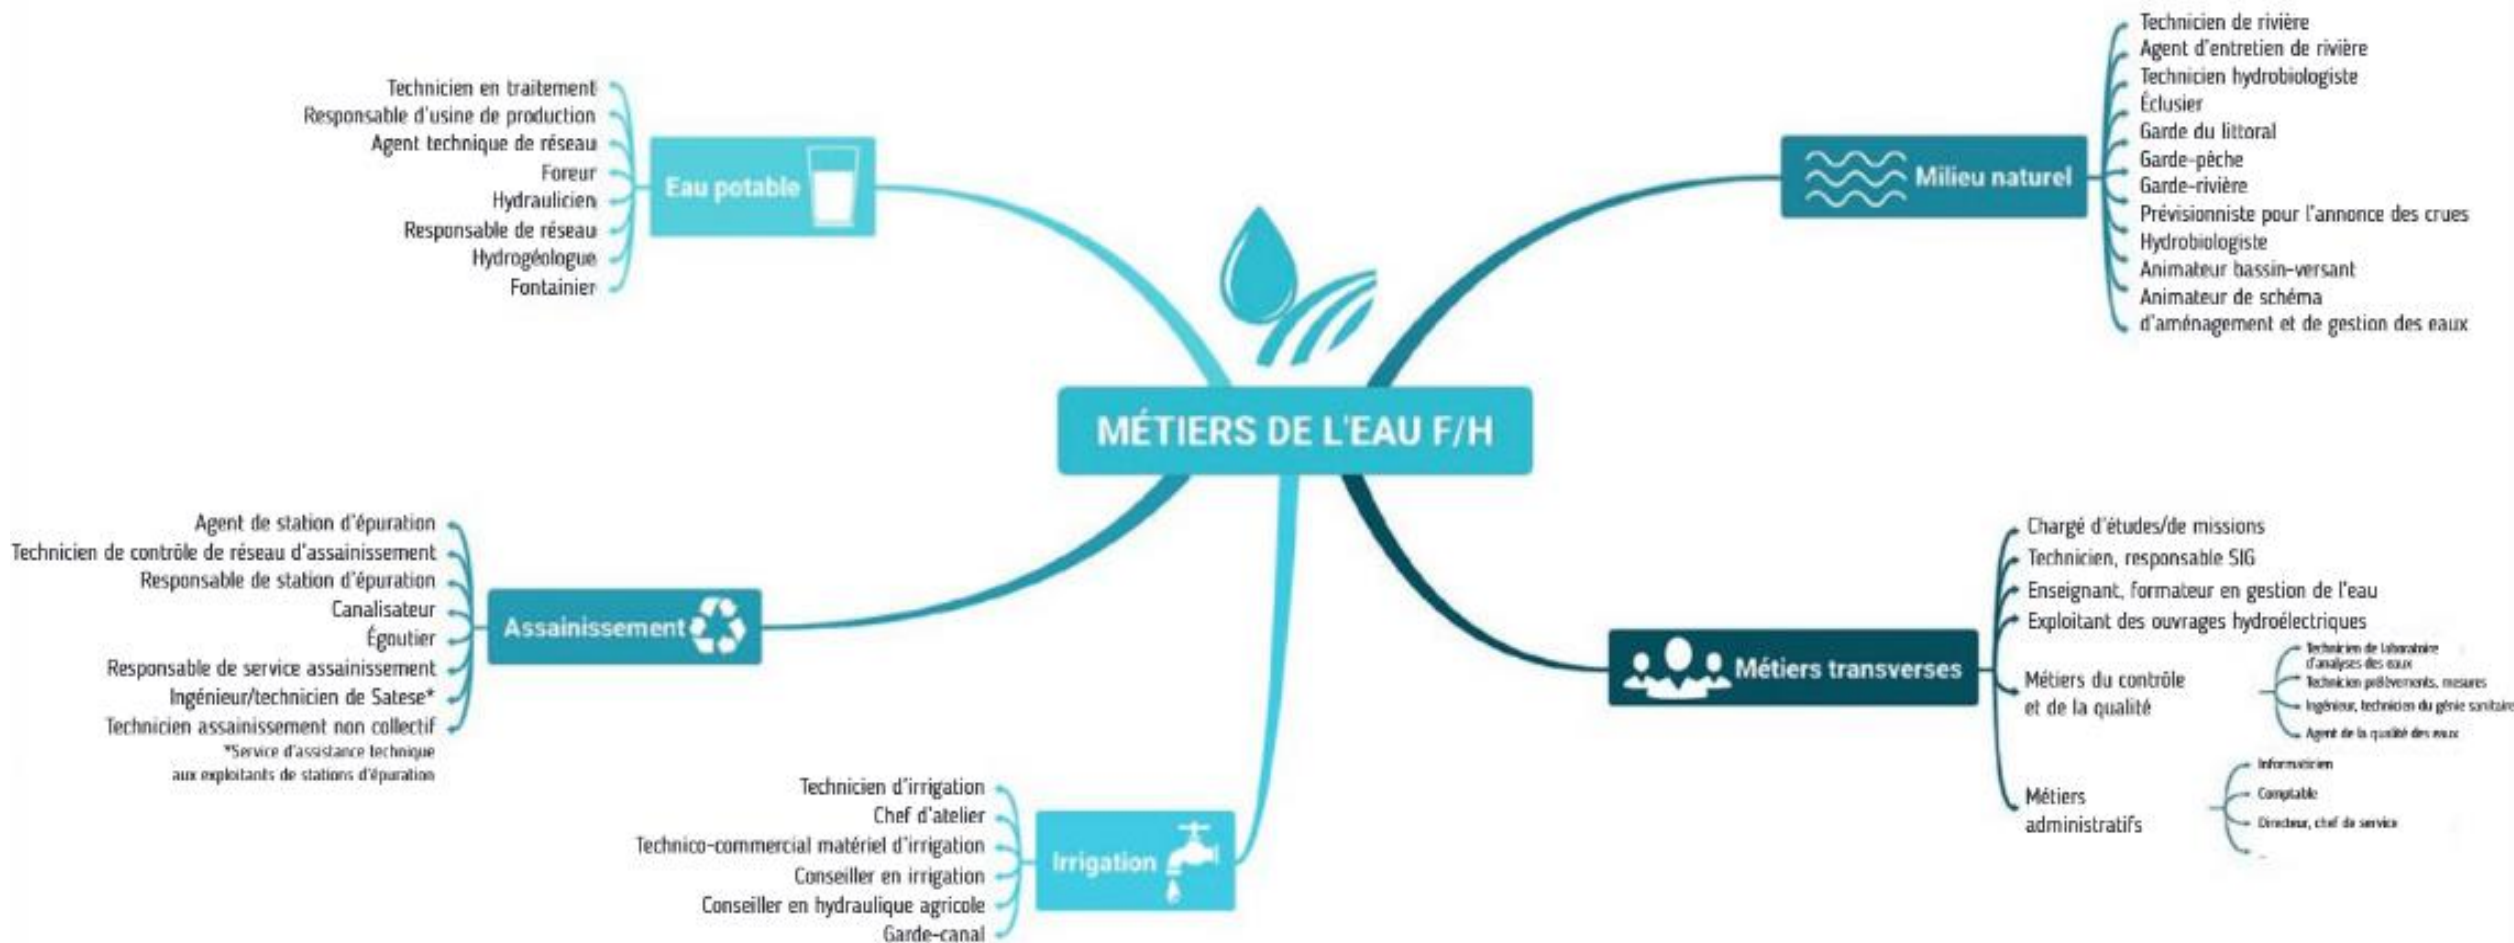 Technicien en traitement
Responsable d'usine de production
Agent technique de réseau
Foreur
Hydraulicien
Responsable de réseau
Hydrogéologue
Fontainier
Eau potable
Milieu naturel
Technicien de rivière
Agent d'entretien de rivière
Technicien hydrobiologiste
Éclusier
Garde du littoral
Garde-pêche
Garde-rivière
Prévisionniste pour l'annonce des crues
Hydrobiologiste
Animateur bassin-versant
Animateur de schéma
d'aménagement et de gestion des eaux
MÉTIERS DE L'EAU F/H
Agent de station d'épuration
Technicien de contrôle de réseau d'assainissement
Responsable de station d'épuration
Canalisateur
Égoutier
Responsable de service assainissement
Ingénieur/technicien de Satese*
Technicien assainissement non collectif
*Service d'assistance technique
aux exploitants de stations d'épuration
Assainissement
Technicien d'irrigation
Chef d'atelier
Technico-commercial matériel d'irrigation
Conseiller en irrigation
Conseiller en hydraulique agricole
Garde-canal
Irrigation
Métiers transverses
Chargé d'études/de missions
Technicien, responsable SIG
Enseignant, formateur en gestion de l'eau
Exploitant des ouvrages hydroélectriques
Métiers du contrôle
et de la qualité
Technicien de laboratoire
d'analyses des eaux
Technicien prélèvements, mesures
Ingénieur, technicien du génie sanitaire
Agent de la qualité des eaux
Métiers
administratifs
Informaticien
Comptable
Directeur, chef de service
...